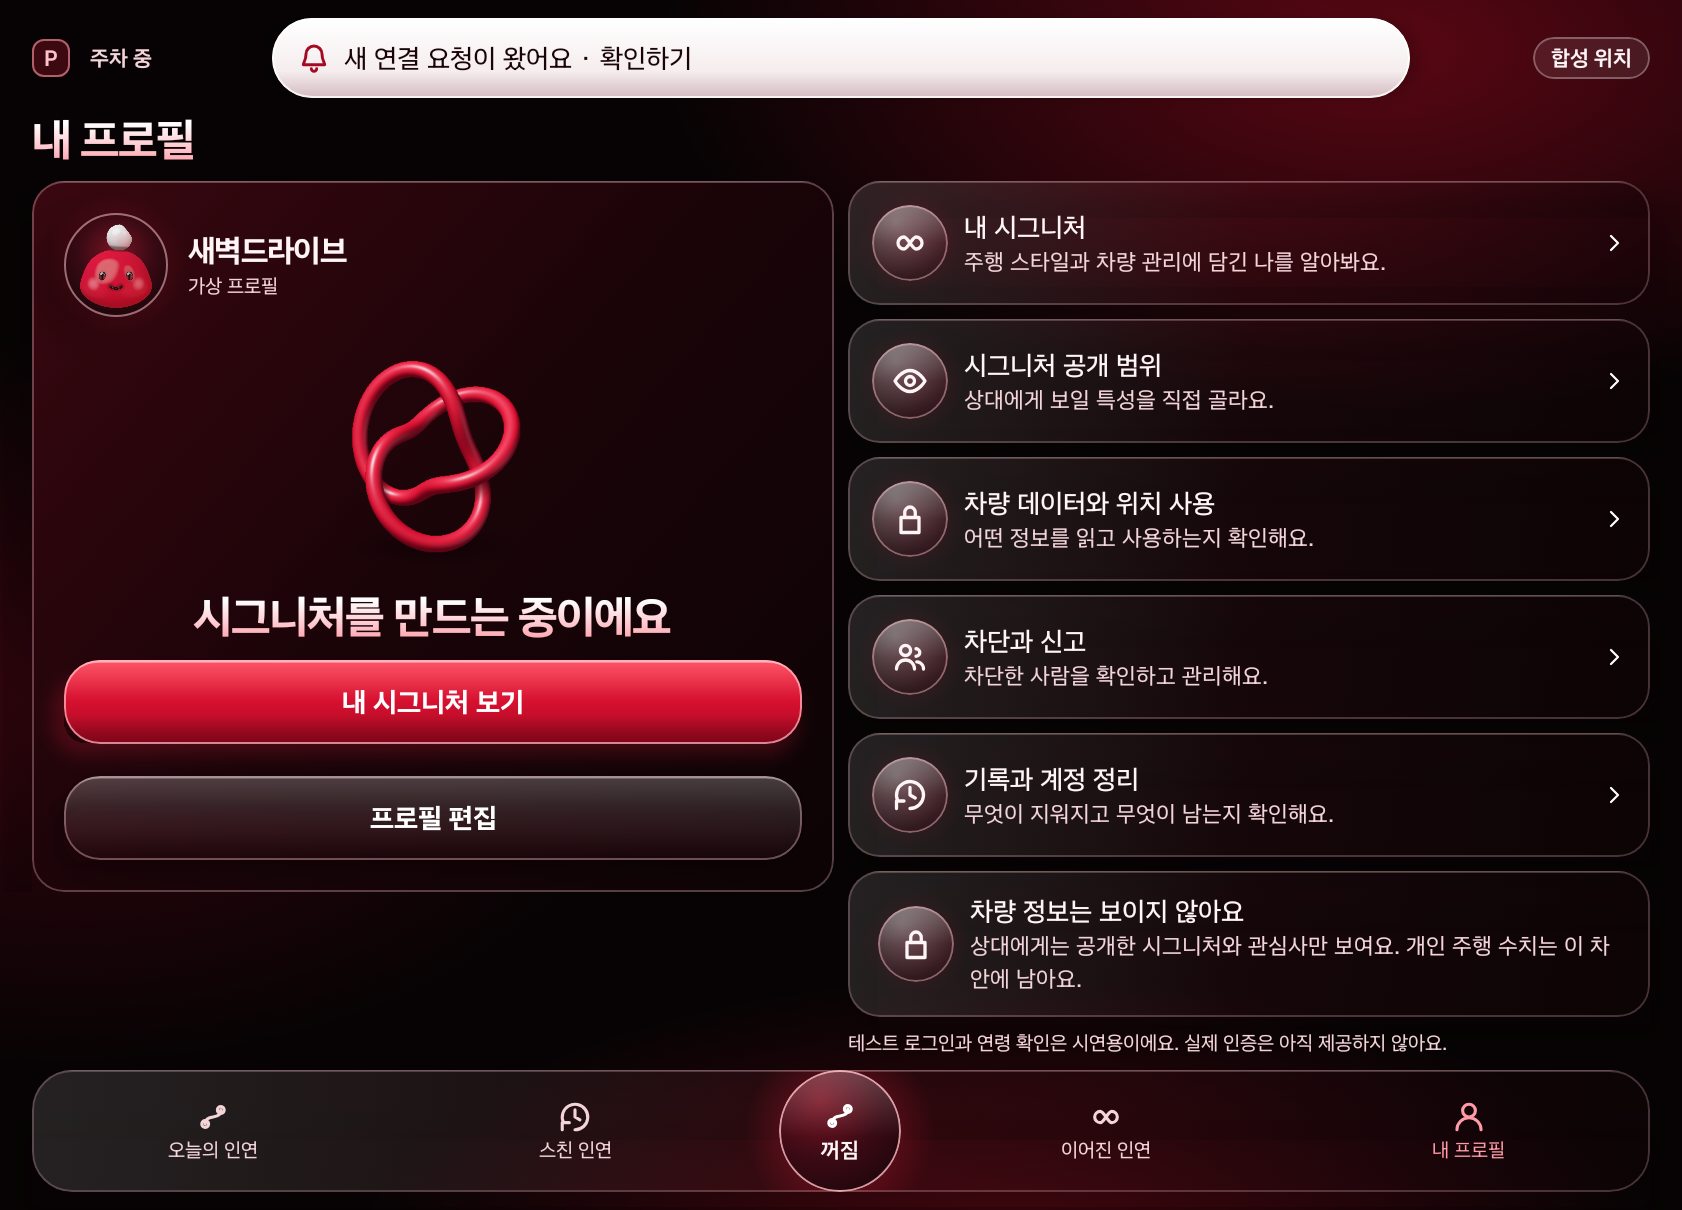 P 주차 중
새 연결 요청이 왔어요 · 확인하기
합성 위치
내 프로필
새벽드라이브
가상 프로필
시그니처를 만드는 중이에요
내 시그니처 보기
프로필 편집
내 시그니처
주행 스타일과 차량 관리에 담긴 나를 알아봐요.
시그니처 공개 범위
상대에게 보일 특성을 직접 골라요.
차량 데이터와 위치 사용
어떤 정보를 읽고 사용하는지 확인해요.
차단과 신고
차단한 사람을 확인하고 관리해요.
기록과 계정 정리
무엇이 지워지고 무엇이 남는지 확인해요.
차량 정보는 보이지 않아요
상대에게는 공개한 시그니처와 관심사만 보여요. 개인 주행 수치는 이 차
안에 남아요.
테스트 로그인과 연령 확인은 시연용이에요. 실제 인증은 아직 제공하지 않아요.
오늘의 인연
스친 인연
꺼짐
이어진 인연
내 프로필